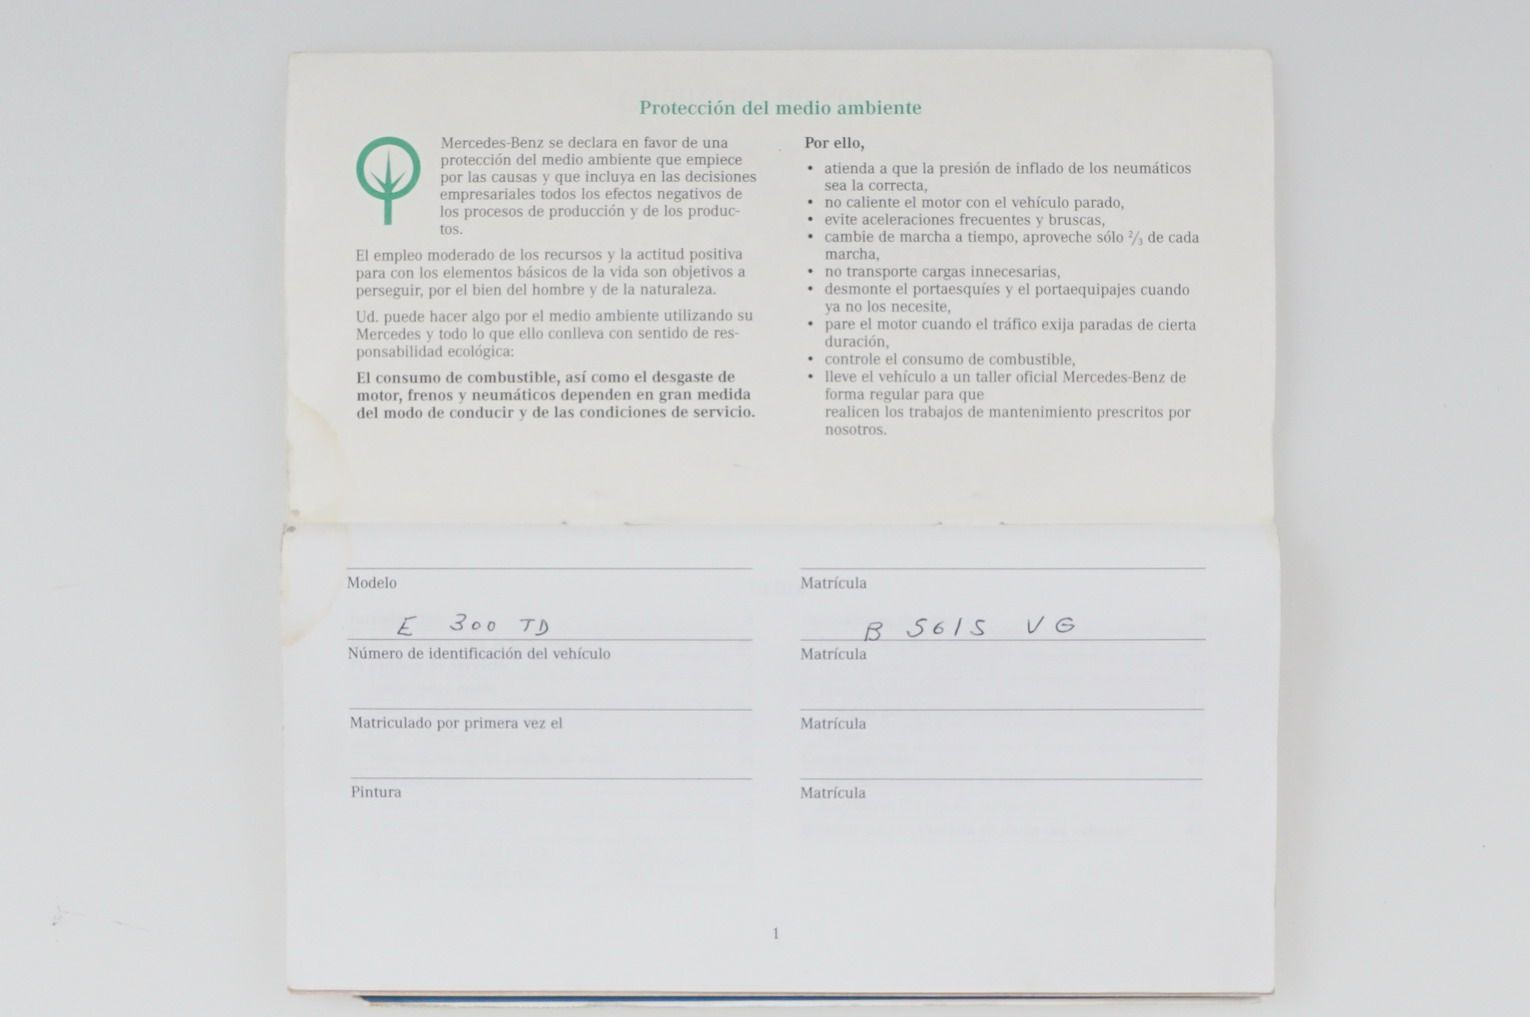 Protección del medio ambiente
Mercedes-Benz se declara en favor de una
protección del medio ambiente que empiece
por las causas y que incluya en las decisiones
empresariales todos los efectos negativos de
los procesos de producción y de los produc-
tos.
El empleo moderado de los recursos y la actitud positiva
para con los elementos básicos de la vida son objetivos a
perseguir, por el bien del hombre y de la naturaleza.
Ud. puede hacer algo por el medio ambiente utilizando su
Mercedes y todo lo que ello conlleva con sentido de res-
ponsabilidad ecológica:
El consumo de combustible, así como el desgaste de
motor, frenos y neumáticos dependen en gran medida
del modo de conducir y de las condiciones de servicio.
Por ello,
• atienda a que la presión de inflado de los neumáticos
sea la correcta,
• no caliente el motor con el vehículo parado,
• evite aceleraciones frecuentes y bruscas,
• cambie de marcha a tiempo, aproveche sólo 2/3 de cada
marcha,
• no transporte cargas innecesarias,
• desmonte el portaesquíes y el portaequipajes cuando
ya no los necesite,
• pare el motor cuando el tráfico exija paradas de cierta
duración,
• controle el consumo de combustible,
• lleve el vehículo a un taller oficial Mercedes-Benz de
forma regular para que
realicen los trabajos de mantenimiento prescritos por
nosotros.
Modelo
E 300 TD
Número de identificación del vehículo
Matriculado por primera vez el
Pintura
Matrícula
B 5615 VG
Matrícula
Matrícula
Matrícula
1